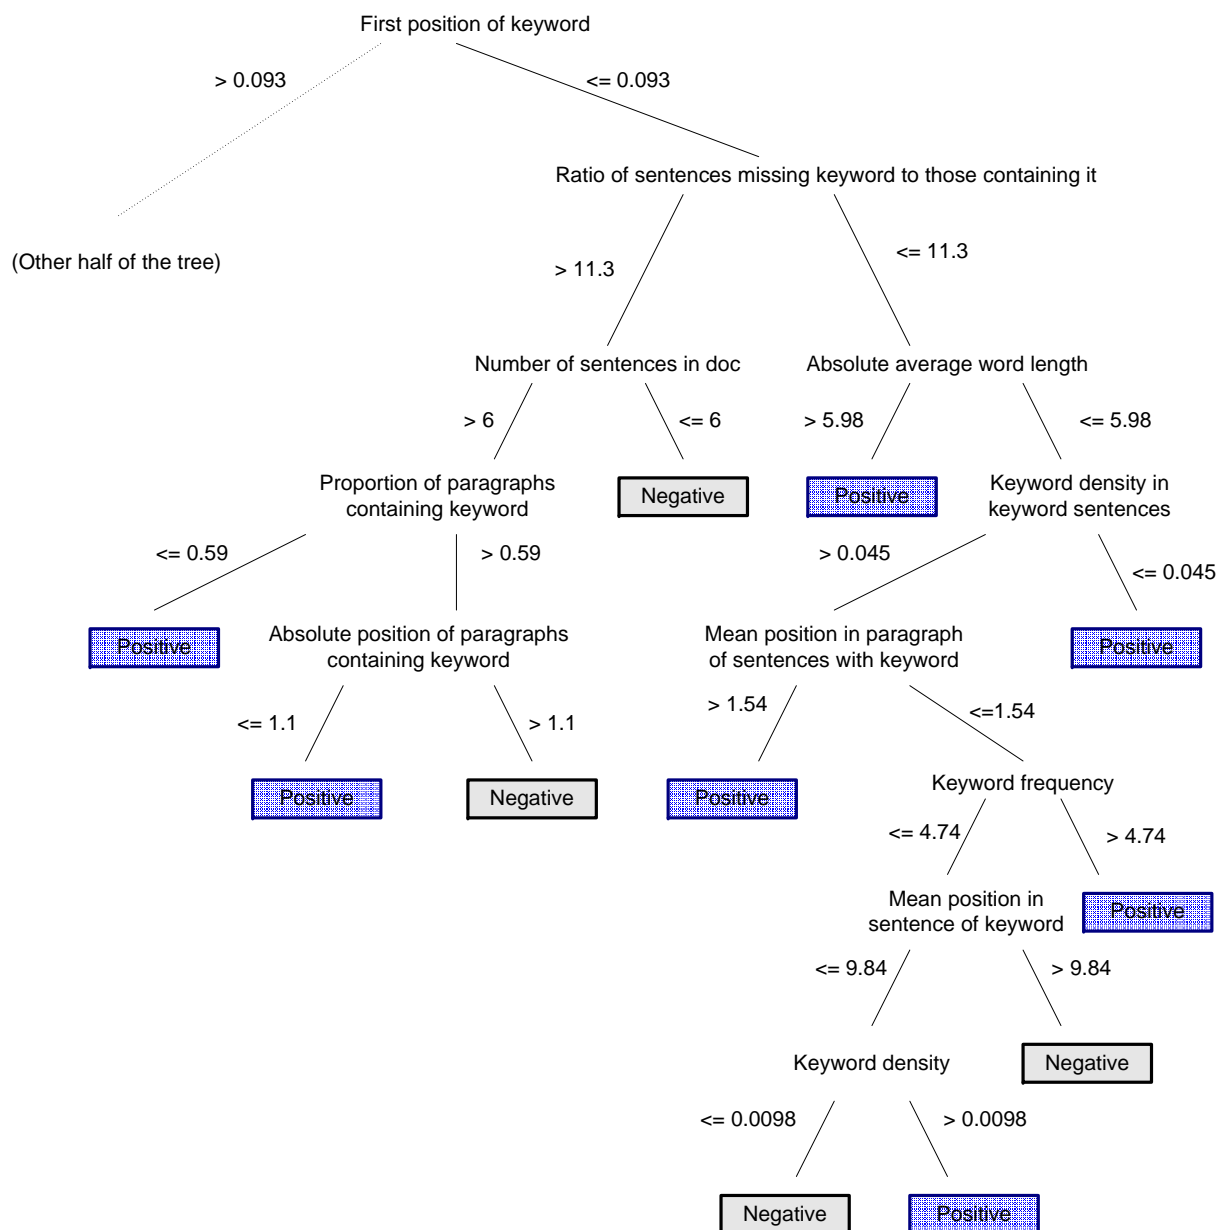 First position of keyword
> 0.093
<= 0.093
Ratio of sentences missing keyword to those containing it
(Other half of the tree)
> 11.3
<= 11.3
Number of sentences in doc
Absolute average word length
> 6
<= 6
> 5.98
<= 5.98
Proportion of paragraphs
containing keyword
Negative
Positive
Keyword density in
keyword sentences
<= 0.59
> 0.59
> 0.045
<= 0.045
Positive
Absolute position of paragraphs
containing keyword
Mean position in paragraph
of sentences with keyword
Positive
<= 1.1
> 1.1
> 1.54
<=1.54
Positive
Negative
Positive
Keyword frequency
<= 4.74
> 4.74
Mean position in
sentence of keyword
Positive
<= 9.84
> 9.84
Keyword density
Negative
<= 0.0098
> 0.0098
Negative
Positive